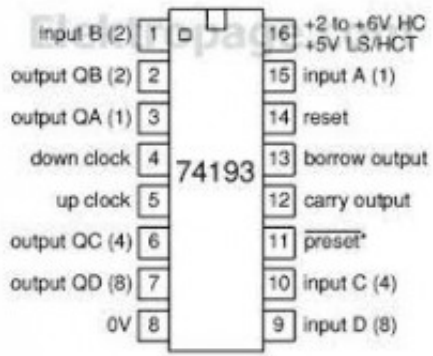 Elektropage
input B (2) 1 16 +2 to +6V HC
+5V LS/HCT
output QB (2) 2 15 input A (1)
output QA (1) 3 14 reset
down clock 4 13 borrow output
74193
up clock 5 12 carry output
output QC (4) 6 11 preset*
output QD (8) 7 10 input C (4)
0V 8 9 input D (8)